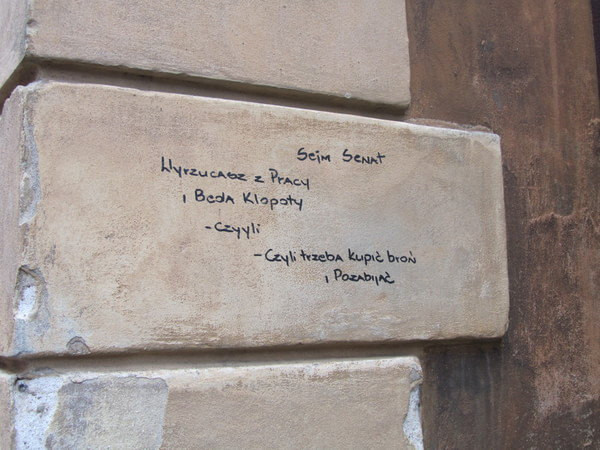 Sejm Senat
Wyrzucasz z Pracy
i Beda Klopoty
- Czyyli
- Czyli trzeba kupić broń
i Pozabijać